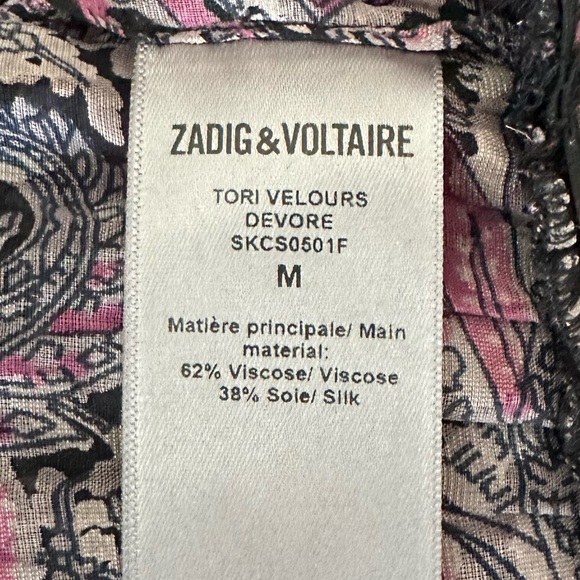 ZADIG&VOLTAIRE
TORI VELOURS
DEVORE
SKCS0501F
M
Matière principale/ Main
material:
62% Viscose/ Viscose
38% Soie/ Silk